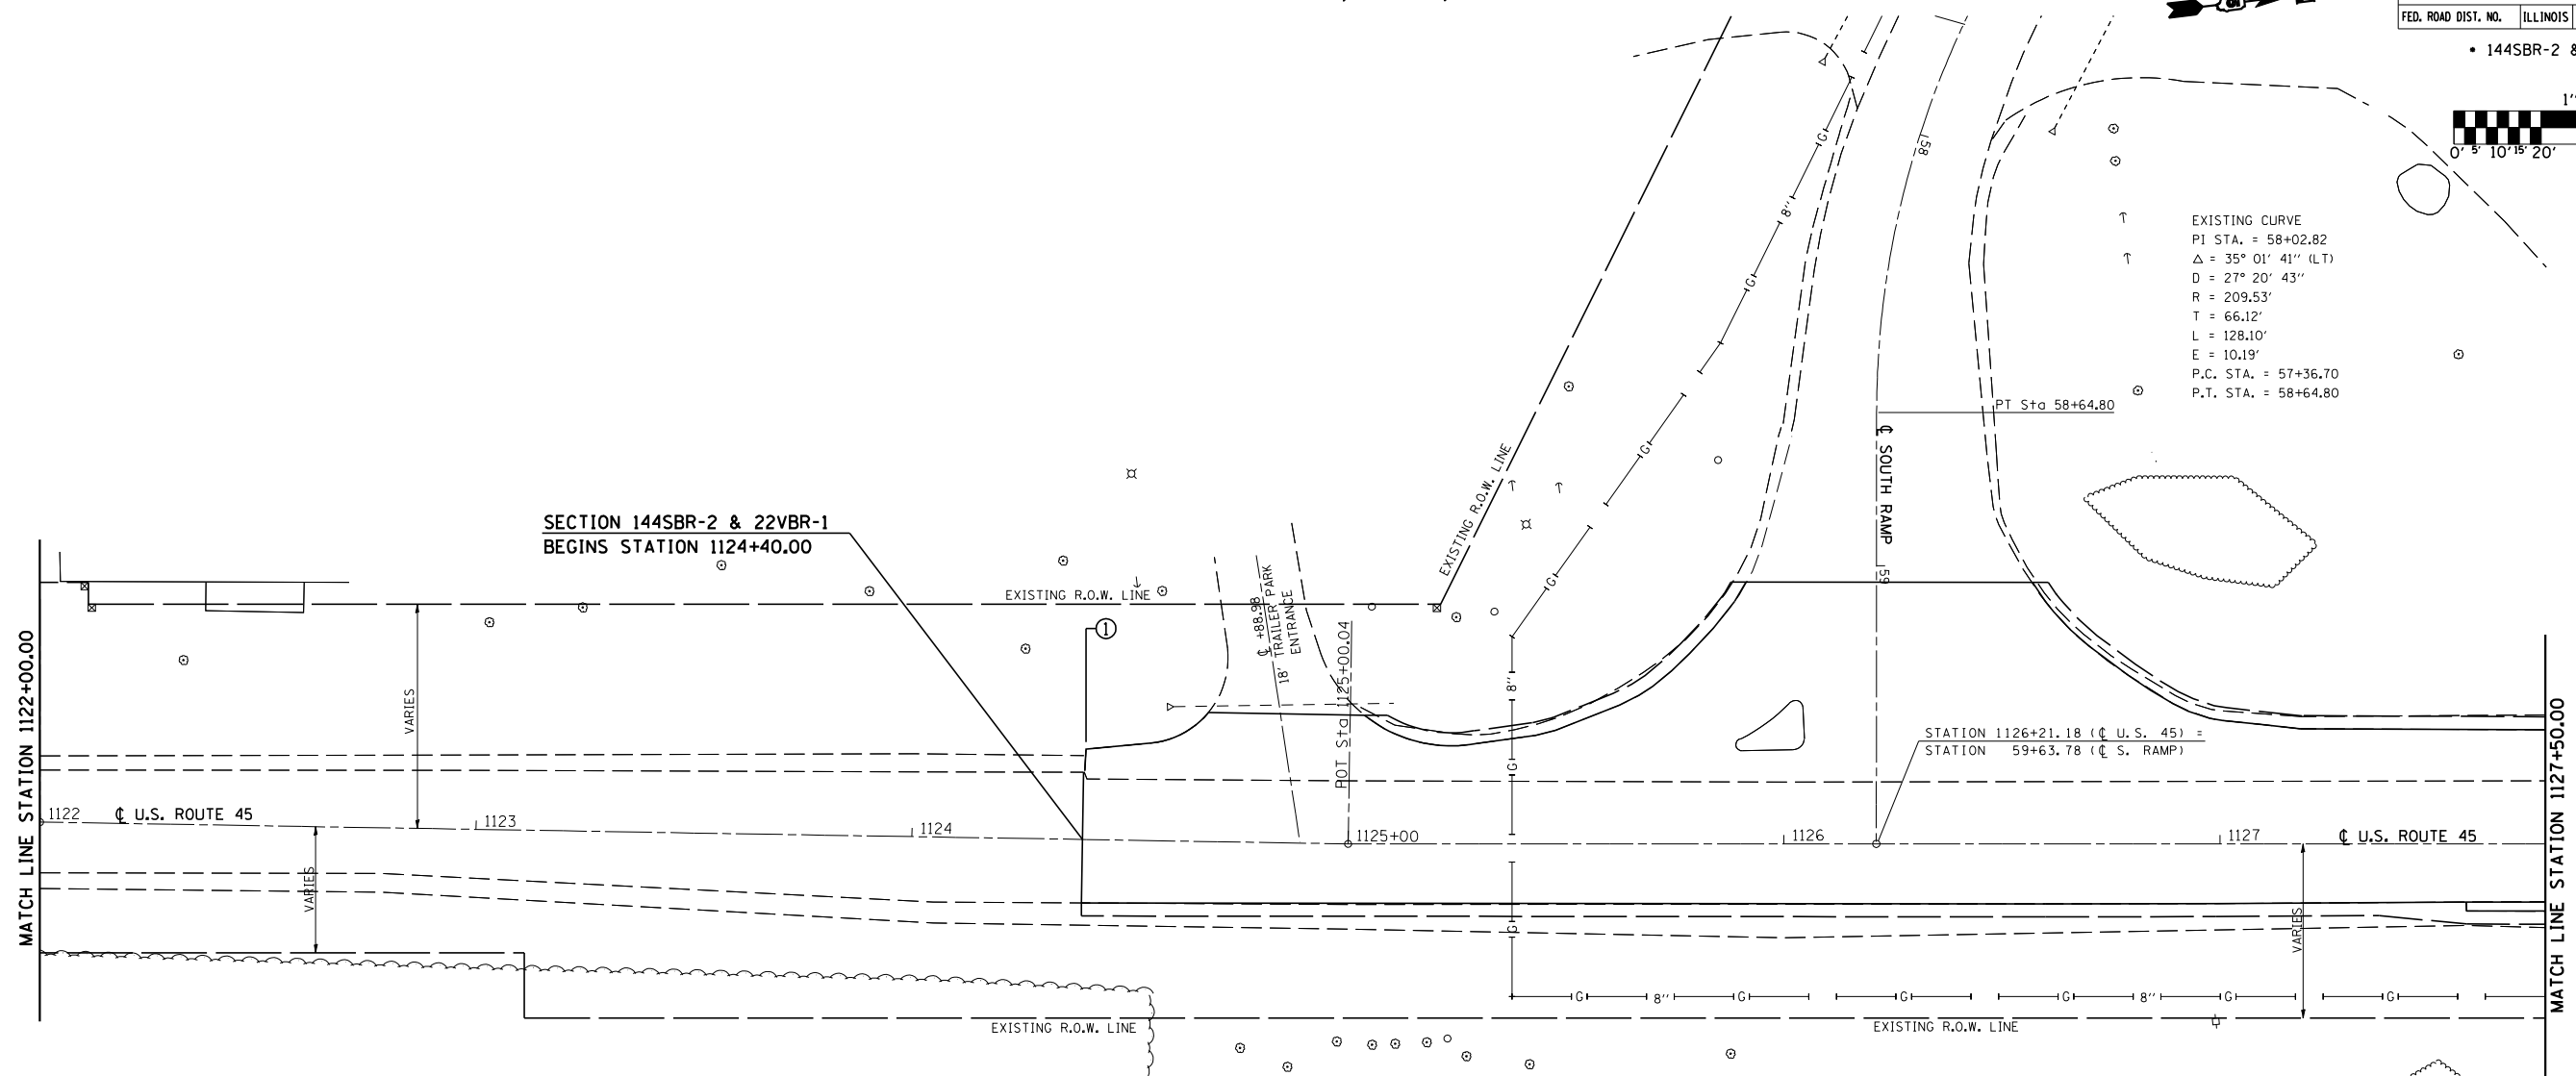 FED. ROAD DIST. NO. ILLINOIS
• 144SBR-2 &
1''
0' 5' 10' 15' 20'
EXISTING CURVE
PI STA. = 58+02.82
△ = 35° 01' 41'' (LT)
D = 27° 20' 43''
R = 209.53'
T = 66.12'
L = 128.10'
E = 10.19'
P.C. STA. = 57+36.70
P.T. STA. = 58+64.80
58
G
8''
G
G
G
PT Sta 58+64.80
℄ SOUTH RAMP
59
EXISTING R.O.W. LINE
SECTION 144SBR-2 & 22VBR-1
BEGINS STATION 1124+40.00
EXISTING R.O.W. LINE
1
℄ +88.98
18' TRAILER PARK
ENTRANCE
POT Sta 1125+00.04
8''
G
G
MATCH LINE STATION 1122+00.00
VARIES
VARIES
STATION 1126+21.18 (℄ U.S. 45) =
STATION 59+63.78 (℄ S. RAMP)
1122
℄ U.S. ROUTE 45
1123
1124
1125+00
1126
1127
℄ U.S. ROUTE 45
VARIES
MATCH LINE STATION 1127+50.00
G 8'' G G G 8'' G G
EXISTING R.O.W. LINE
EXISTING R.O.W. LINE